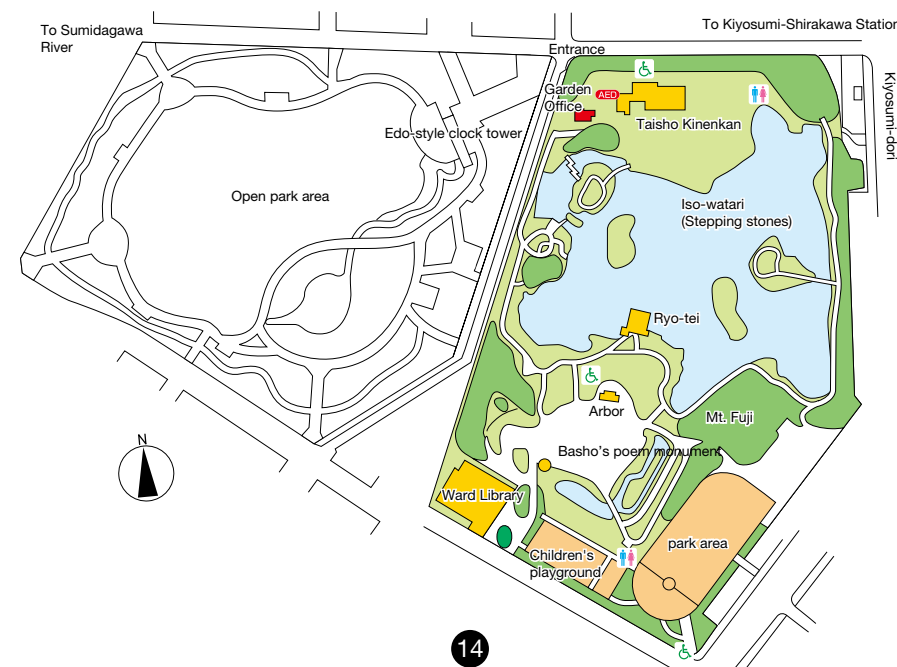 To Sumidagawa
River
To Kiyosumi-Shirakawa Station
Entrance
Kiyosumi-dori
Garden
Office
AED
Taisho Kinenkan
Edo-style clock tower
Open park area
Iso-watari
(Stepping stones)
Ryo-tei
Arbor
Mt. Fuji
Basho's poem monument
N
Ward Library
park area
Children's
playground
14